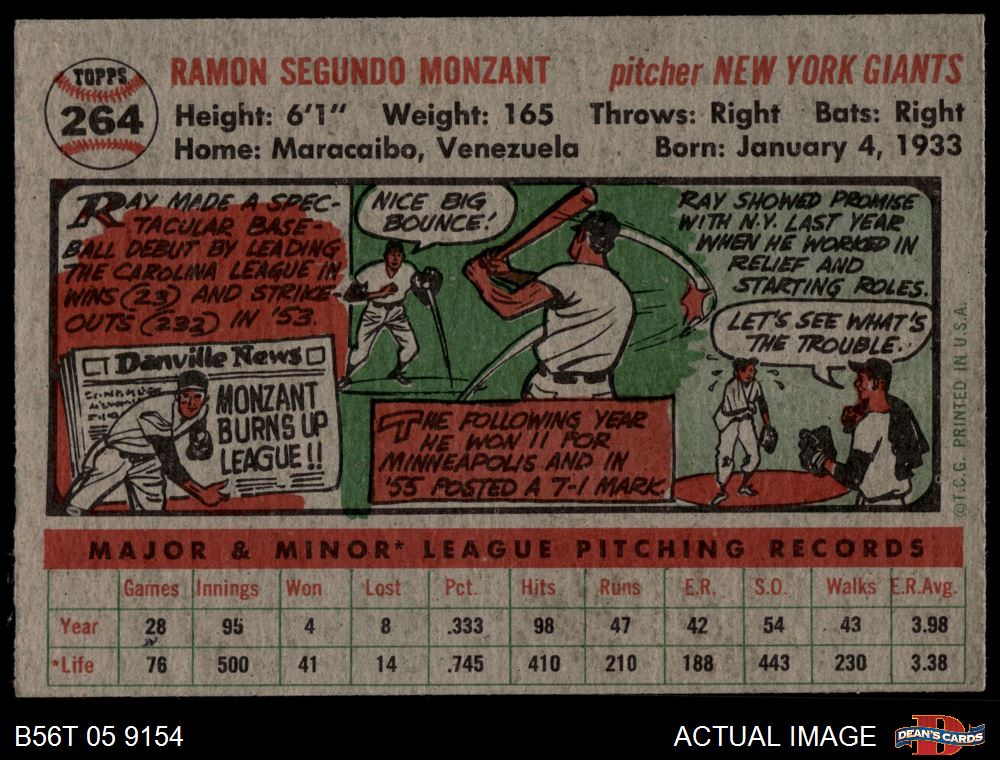 TOPPS
264
RAMON SEGUNDO MONZANT
pitcher NEW YORK GIANTS
Height: 6'1" Weight: 165 Throws: Right Bats: Right
Home: Maracaibo, Venezuela Born: January 4, 1933
RAY MADE A SPEC-
TACULAR BASE-
BALL DEBUT BY LEADING
THE CAROLINA LEAGUE IN
WINS (23) AND STRIKE-
OUTS (232) IN '53.
Danville News
MONZANT
BURNS UP
LEAGUE!!
NICE BIG
BOUNCE!
THE FOLLOWING YEAR
HE WON 11 FOR
MINNEAPOLIS AND IN
'55 POSTED A 7-1 MARK.
RAY SHOWED PROMISE
WITH N.Y. LAST YEAR
WHEN HE WORKED IN
RELIEF AND
STARTING ROLES.
LET'S SEE WHAT'S
THE TROUBLE.
©T.C.G. PRINTED IN U.S.A.
MAJOR & MINOR* LEAGUE PITCHING RECORDS
Games Innings Won Lost Pct. Hits Runs E.R. S.O. Walks E.R.Avg.
Year 28 95 4 8 .333 98 47 42 54 43 3.98
*Life 76 500 41 14 .745 410 210 188 443 230 3.38
B56T 05 9154
ACTUAL IMAGE
D
DEAN'S CARDS